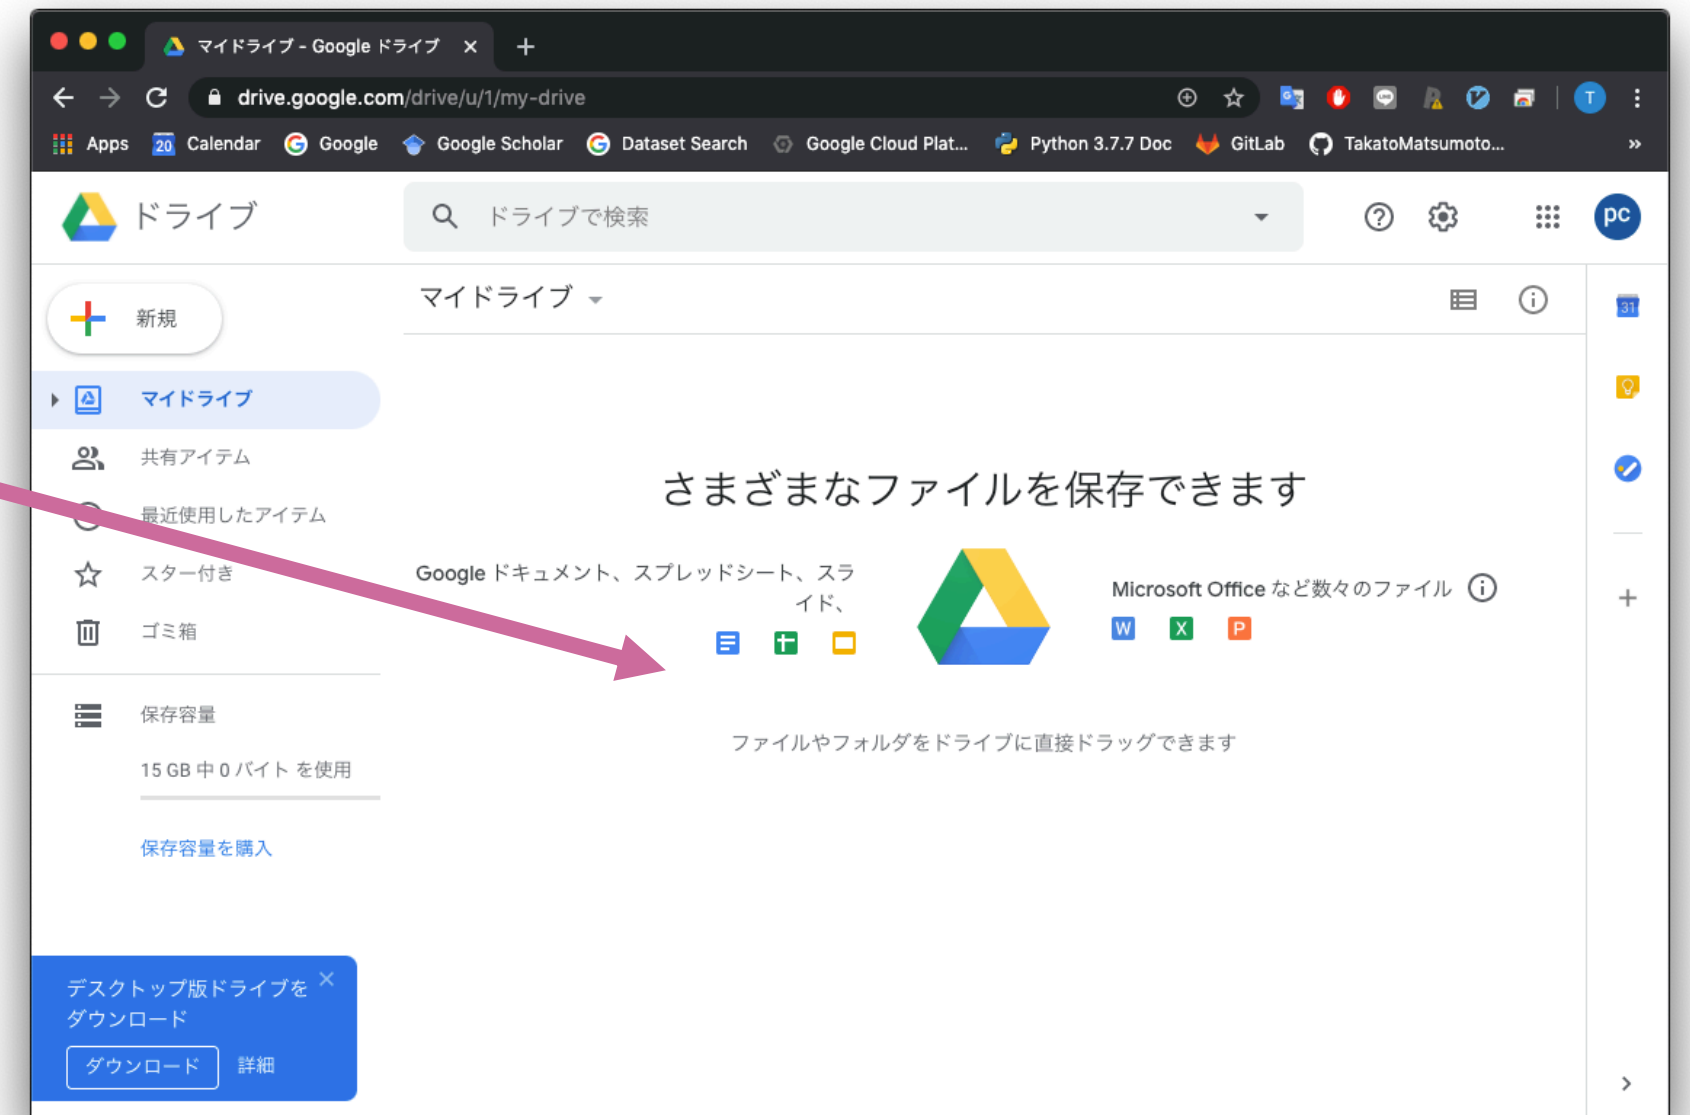 マイドライブ - Google ドライブ
drive.google.com/drive/u/1/my-drive
T
Apps 20 Calendar G Google Google Scholar G Dataset Search Google Cloud Plat... Python 3.7.7 Doc GitLab TakatoMatsumoto... »
ドライブ
ドライブで検索
pc
新規
マイドライブ
31
マイドライブ
共有アイテム
最近使用したアイテム
スター付き
ゴミ箱
保存容量
15 GB 中 0 バイト を使用
保存容量を購入
さまざまなファイルを保存できます
Google ドキュメント、スプレッドシート、スラ
イド、
Microsoft Office など数々のファイル
W X P
ファイルやフォルダをドライブに直接ドラッグできます
デスクトップ版ドライブを
ダウンロード
ダウンロード 詳細